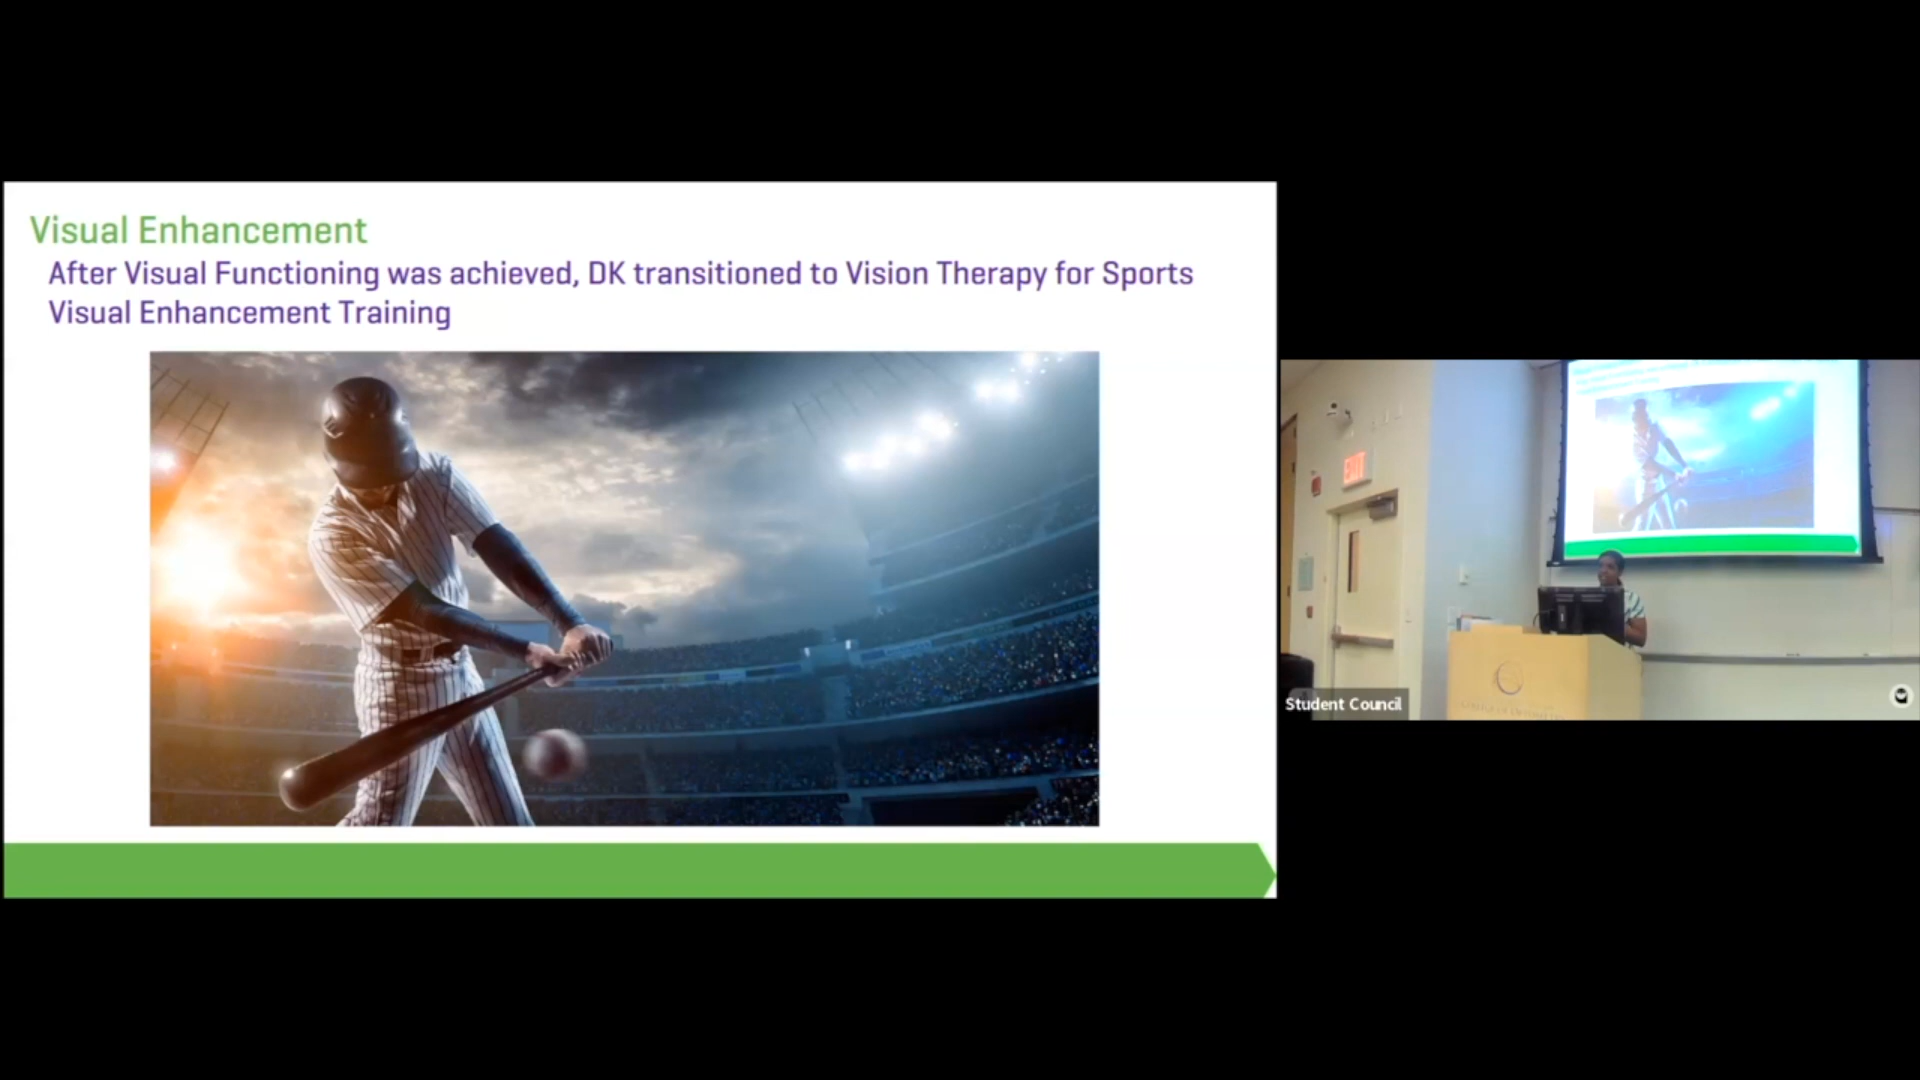 Visual Enhancement
After Visual Functioning was achieved, DK transitioned to Vision Therapy for Sports
Visual Enhancement Training
EXIT
Student Council